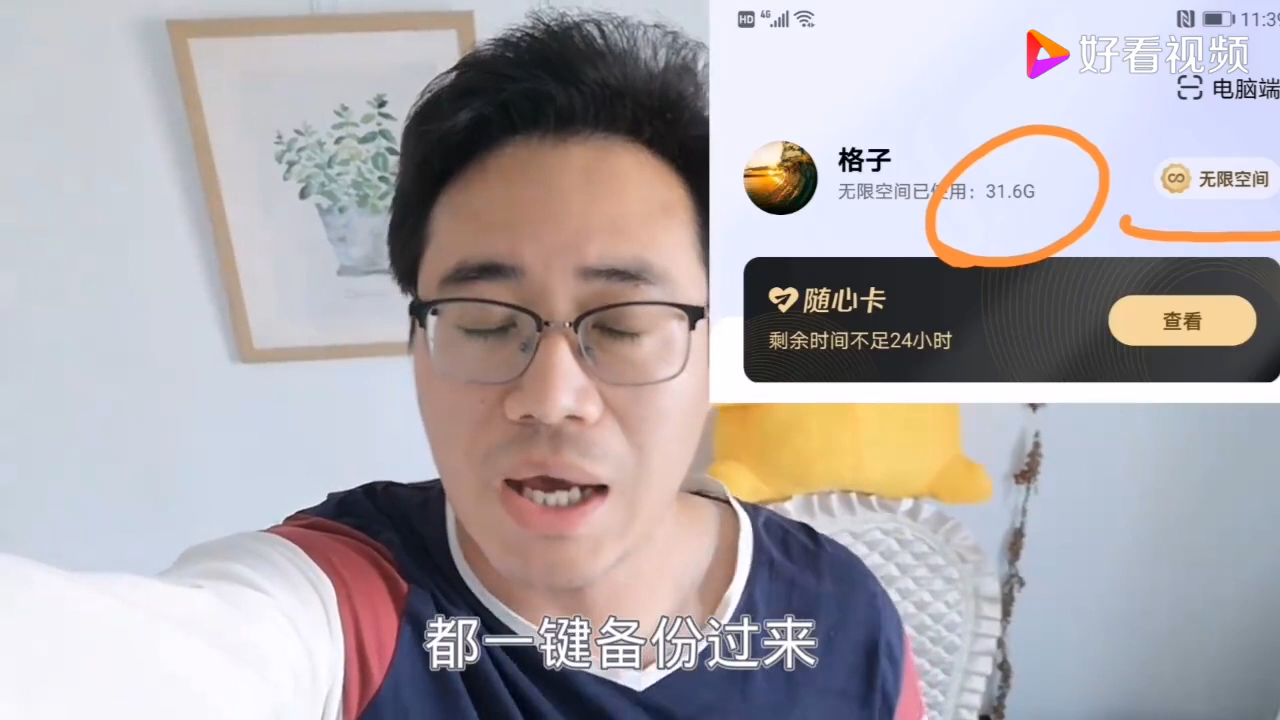 HD 4G 11:39
好看视频
电脑端
格子
无限空间已使用：31.6G
无限空间
随心卡
剩余时间不足24小时
查看
都一键备份过来